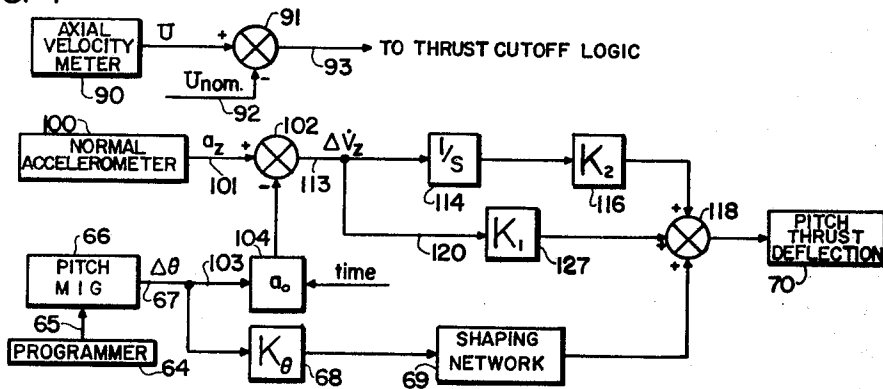 AXIAL
VELOCITY
METER
90
U
+
91
-
93
TO THRUST CUTOFF LOGIC
Unom.
92
100
NORMAL
ACCELEROMETER
az
101
+
102
-
ΔV̇z
113
1/S
114
K2
116
+
118
PITCH
THRUST
DEFLECTION
70
120
K1
127
+
+
104
a0
time
66
PITCH
MIG
Δθ
67
103
65
PROGRAMMER
64
Kθ
68
SHAPING
NETWORK
69